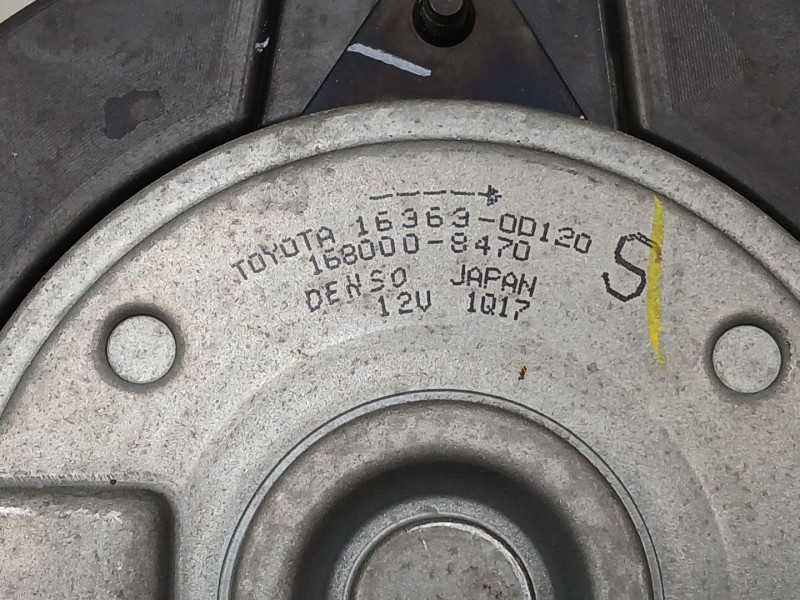 TOYOTA 16363-0D120
168000-8470
DENSO JAPAN
12V 1Q17
S